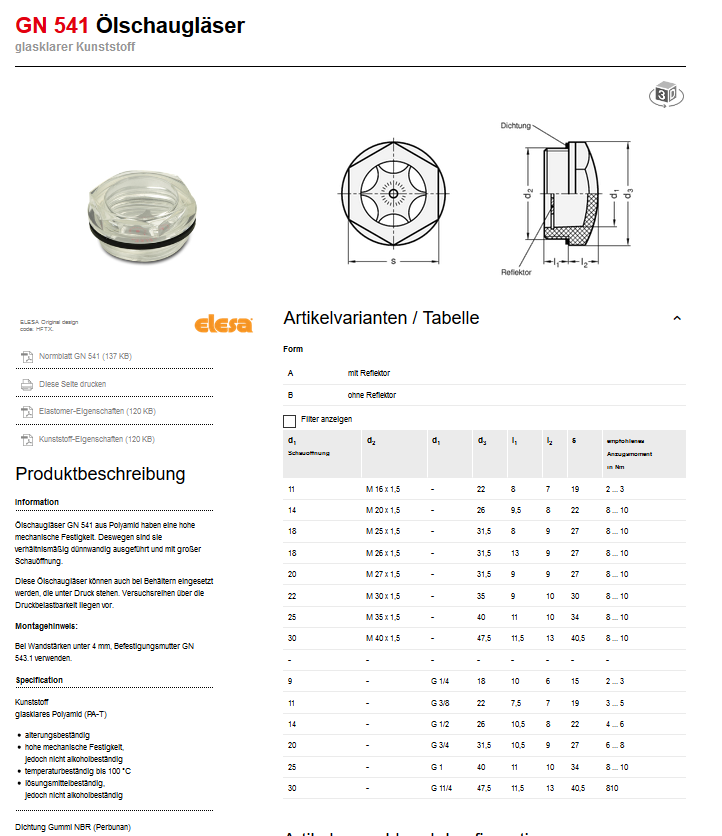 GN 541 Ölschaugläser
glasklarer Kunststoff
3D
Dichtung
d2
d1
d3
s
l1
l2
Reflektor
ELESA Original design
code: HFTX.
elesa
Normblatt GN 541 (137 KB)
Diese Seite drucken
Elastomer-Eigenschaften (120 KB)
Kunststoff-Eigenschaften (120 KB)
Produktbeschreibung
Information
Ölschaugläser GN 541 aus Polyamid haben eine hohe
mechanische Festigkeit. Deswegen sind sie
verhältnismäßig dünnwandig ausgeführt und mit großer
Schauöffnung.
Diese Ölschaugläser können auch bei Behältern eingesetzt
werden, die unter Druck stehen. Versuchsreihen über die
Druckbelastbarkeit liegen vor.
Montagehinweis:
Bei Wandstärken unter 4 mm, Befestigungsmutter GN
543.1 verwenden.
Specification
Kunststoff
glasklares Polyamid (PA-T)
• alterungsbeständig
• hohe mechanische Festigkeit,
jedoch nicht alkoholbeständig
• temperaturbeständig bis 100 °C
• lösungsmittelbeständig,
jedoch nicht alkoholbeständig
Dichtung Gummi NBR (Perbunan)
Artikelvarianten / Tabelle
Form
A mit Reflektor
B ohne Reflektor
Filter anzeigen
d1 d2 d1 d3 l1 l2 s empfohlenes
Schauöffnung Anzugsmoment
in Nm
11 M 16 x 1,5 - 22 8 7 19 2 ... 3
14 M 20 x 1,5 - 26 9,5 8 22 8 ... 10
18 M 25 x 1,5 - 31,5 8 9 27 8 ... 10
18 M 26 x 1,5 - 31,5 13 9 27 8 ... 10
20 M 27 x 1,5 - 31,5 9 9 27 8 ... 10
22 M 30 x 1,5 - 35 9 10 30 8 ... 10
25 M 35 x 1,5 - 40 11 10 34 8 ... 10
30 M 40 x 1,5 - 47,5 11,5 13 40,5 8 ... 10
- - - - - - - -
9 - G 1/4 18 10 6 15 2 ... 3
11 - G 3/8 22 7,5 7 19 3 ... 5
14 - G 1/2 26 10,5 8 22 4 ... 6
20 - G 3/4 31,5 10,5 9 27 6 ... 8
25 - G 1 40 11 10 34 8 ... 10
30 - G 11/4 47,5 11,5 13 40,5 810